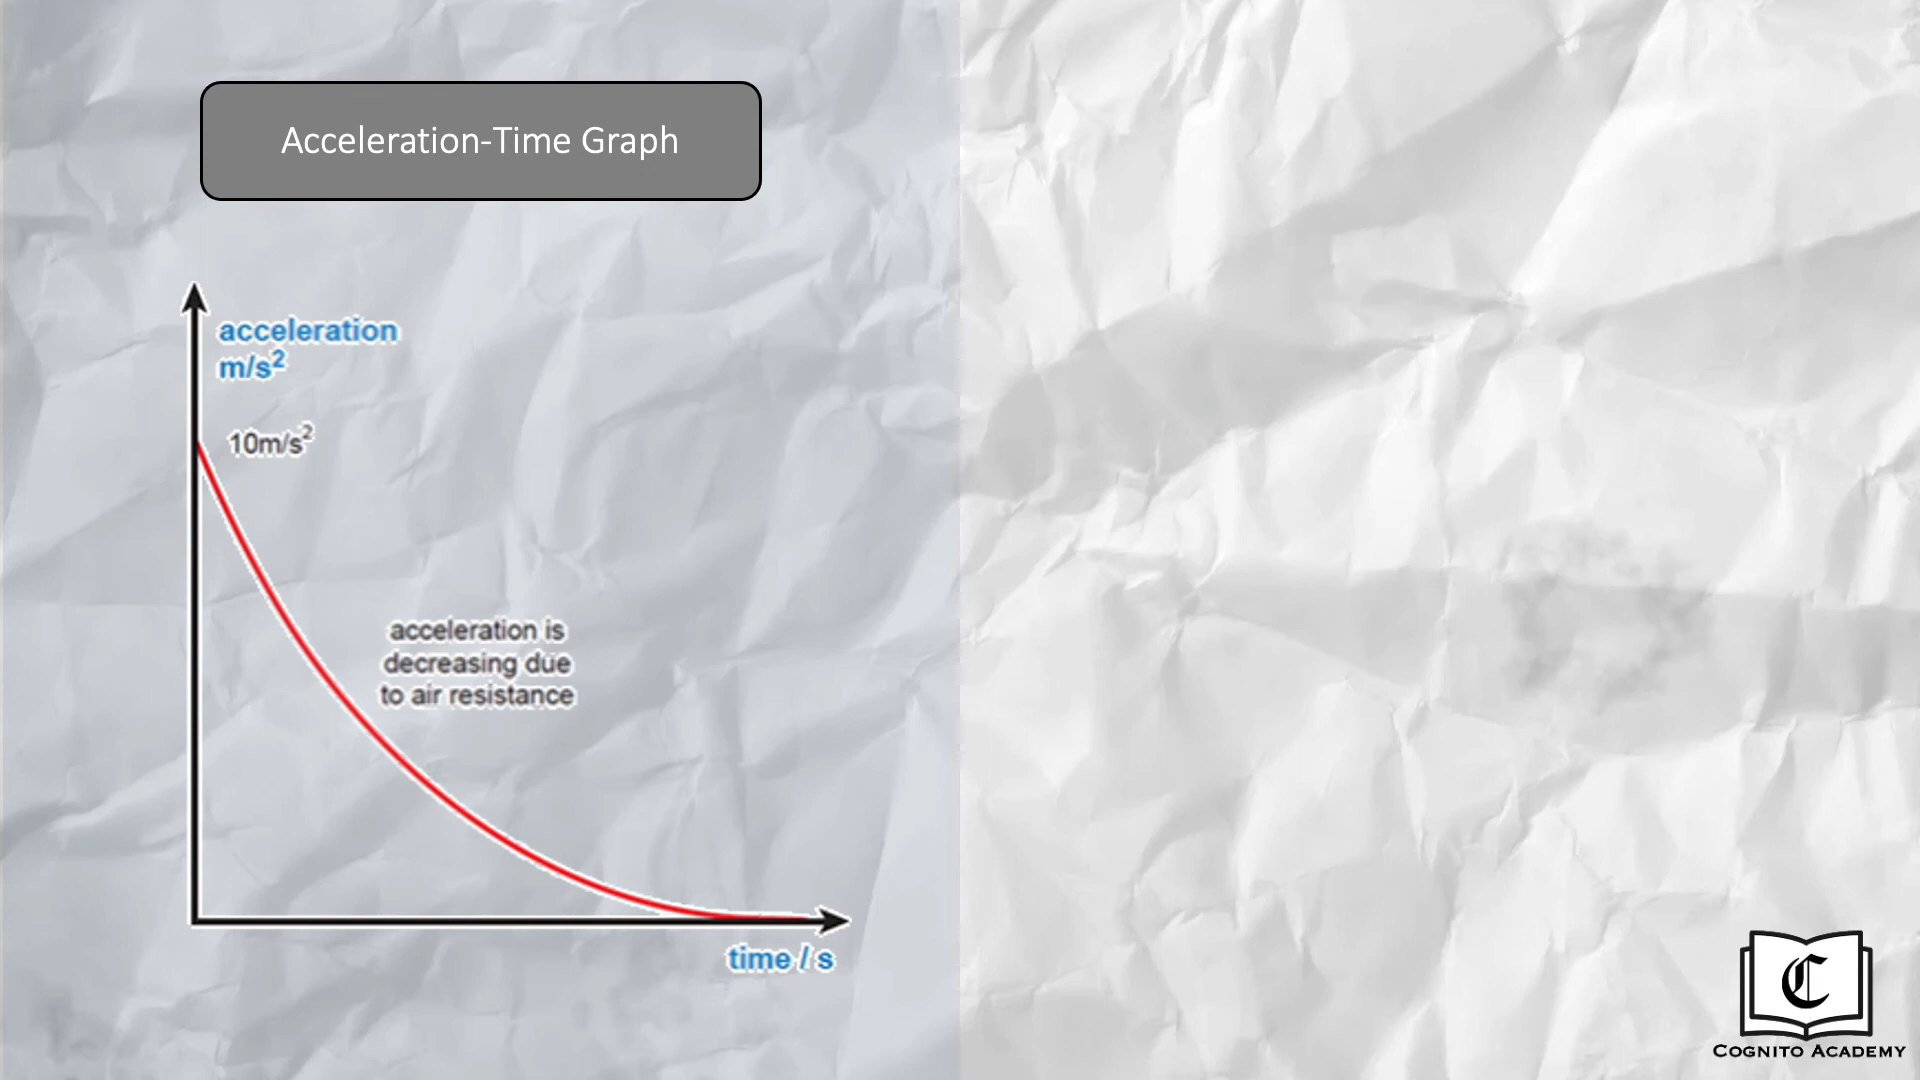 Acceleration-Time Graph
acceleration
m/s²
10m/s²
acceleration is
decreasing due
to air resistance
time / s
C
COGNITO ACADEMY